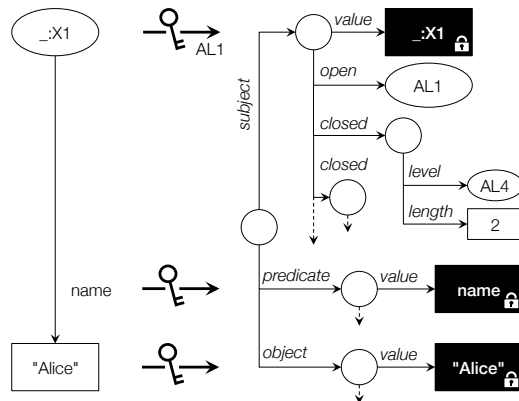 _:X1
AL1
subject
value
_:X1
open
AL1
closed
closed
level
AL4
length
2
name
predicate
value
name
"Alice"
object
value
"Alice"